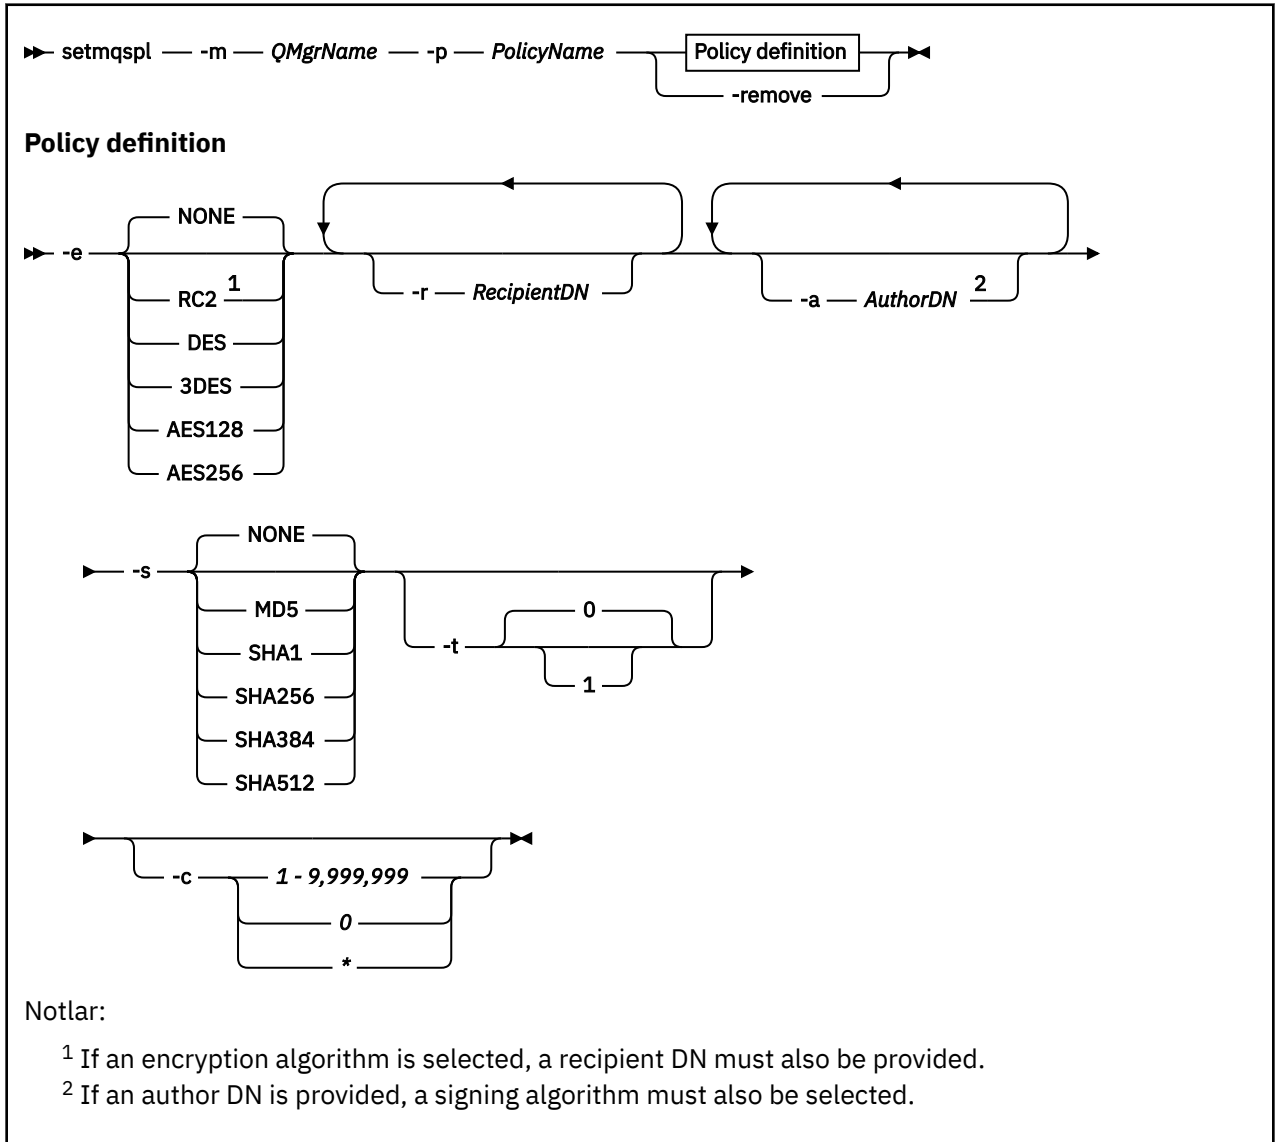 setmqspl -m QMgrName -p PolicyName Policy definition
-remove
Policy definition
NONE
-e
RC2 1
DES
3DES
AES128
AES256
-r RecipientDN
-a AuthorDN 2
NONE
-s
MD5
SHA1
SHA256
SHA384
SHA512
0
-t
1
-c 1 - 9,999,999
0
*
Notlar:
1 If an encryption algorithm is selected, a recipient DN must also be provided.
2 If an author DN is provided, a signing algorithm must also be selected.